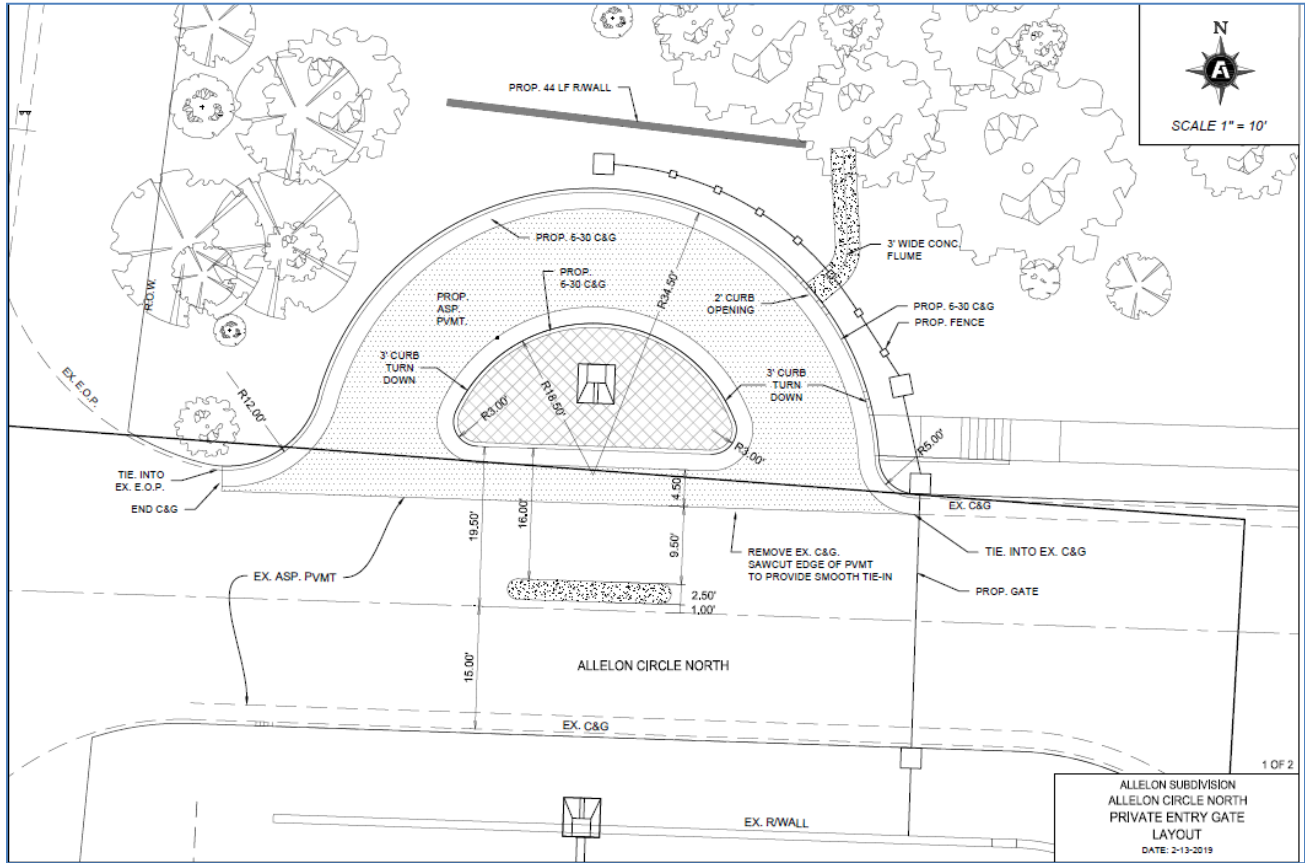 N
A
SCALE 1" = 10'
PROP. 44 LF R/WALL
PROP. 6-30 C&G
3' WIDE CONC.
FLUME
R.O.W.
PROP.
6-30 C&G
PROP.
ASP.
PVMT.
R34.50'
2' CURB
OPENING
PROP. 6-30 C&G
PROP. FENCE
3' CURB
TURN
DOWN
3' CURB
TURN
DOWN
EX. E.O.P.
R12.00'
R3.00'
R18.50'
R3.00'
R5.00'
TIE. INTO
EX. E.O.P.
END C&G
4.50'
EX. C&G
19.50'
16.00'
9.50'
REMOVE EX. C&G.
SAWCUT EDGE OF PVMT
TO PROVIDE SMOOTH TIE-IN
TIE. INTO EX. C&G
EX. ASP. PVMT
2.50'
1.00'
PROP. GATE
15.00'
ALLELON CIRCLE NORTH
EX. C&G
1 OF 2
ALLELON SUBDIVISION
ALLELON CIRCLE NORTH
PRIVATE ENTRY GATE
LAYOUT
DATE: 2-13-2019
EX. R/WALL